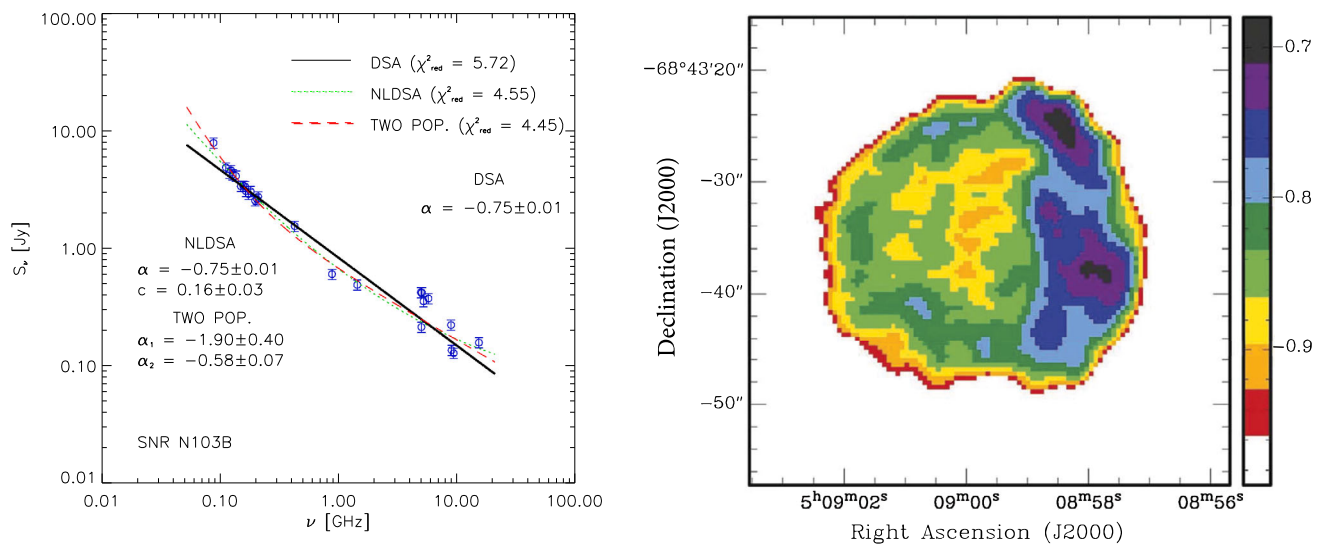 100.00
10.00
1.00
0.10
0.01
S_ν [Jy]
DSA (χ²_red = 5.72)
NLDSA (χ²_red = 4.55)
TWO POP. (χ²_red = 4.45)
DSA
α = −0.75±0.01
NLDSA
α = −0.75±0.01
c = 0.16±0.03
TWO POP.
α₁ = −1.90±0.40
α₂ = −0.58±0.07
SNR N103B
0.01 0.10 1.00 10.00 100.00
ν [GHz]
Declination (J2000)
−68°43′20″
−30″
−40″
−50″
5ʰ09ᵐ02ˢ 09ᵐ00ˢ 08ᵐ58ˢ 08ᵐ56ˢ
Right Ascension (J2000)
−0.7
−0.8
−0.9